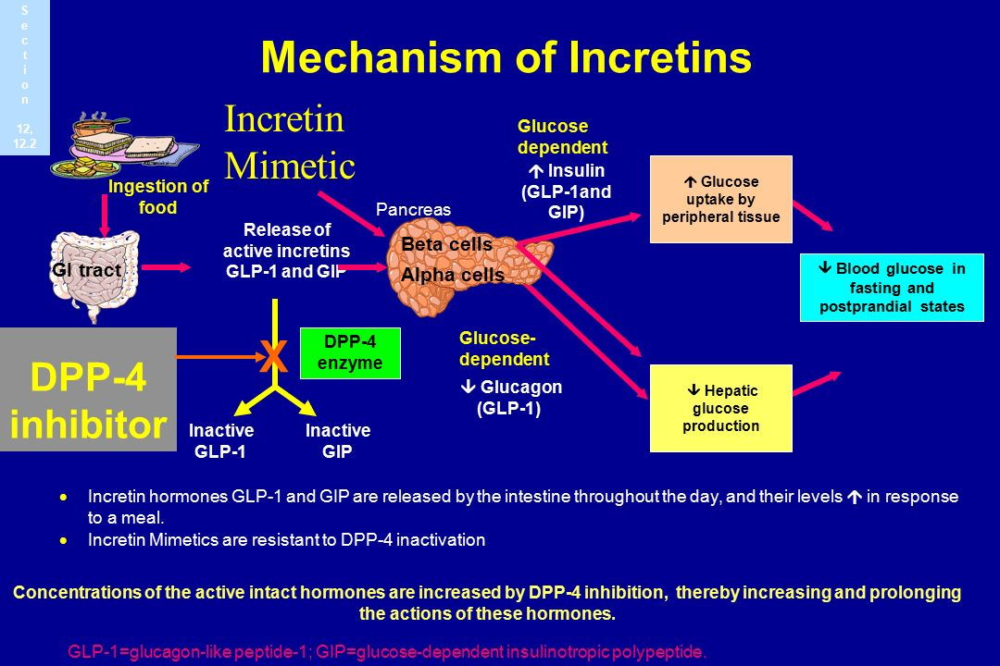 S
e
c
t
i
o
n
12,
12.2
Mechanism of Incretins
Incretin
Mimetic
Ingestion of
food
GI tract
Release of
active incretins
GLP-1 and GIP
Pancreas
Beta cells
Alpha cells
Glucose
dependent
↑ Insulin
(GLP-1and
GIP)
↑ Glucose
uptake by
peripheral tissue
↓ Blood glucose in
fasting and
postprandial states
DPP-4
inhibitor
X
DPP-4
enzyme
Glucose-
dependent
↓ Glucagon
(GLP-1)
↓ Hepatic
glucose
production
Inactive
GLP-1
Inactive
GIP
• Incretin hormones GLP-1 and GIP are released by the intestine throughout the day, and their levels ↑ in response
to a meal.
• Incretin Mimetics are resistant to DPP-4 inactivation
Concentrations of the active intact hormones are increased by DPP-4 inhibition, thereby increasing and prolonging
the actions of these hormones.
GLP-1=glucagon-like peptide-1; GIP=glucose-dependent insulinotropic polypeptide.